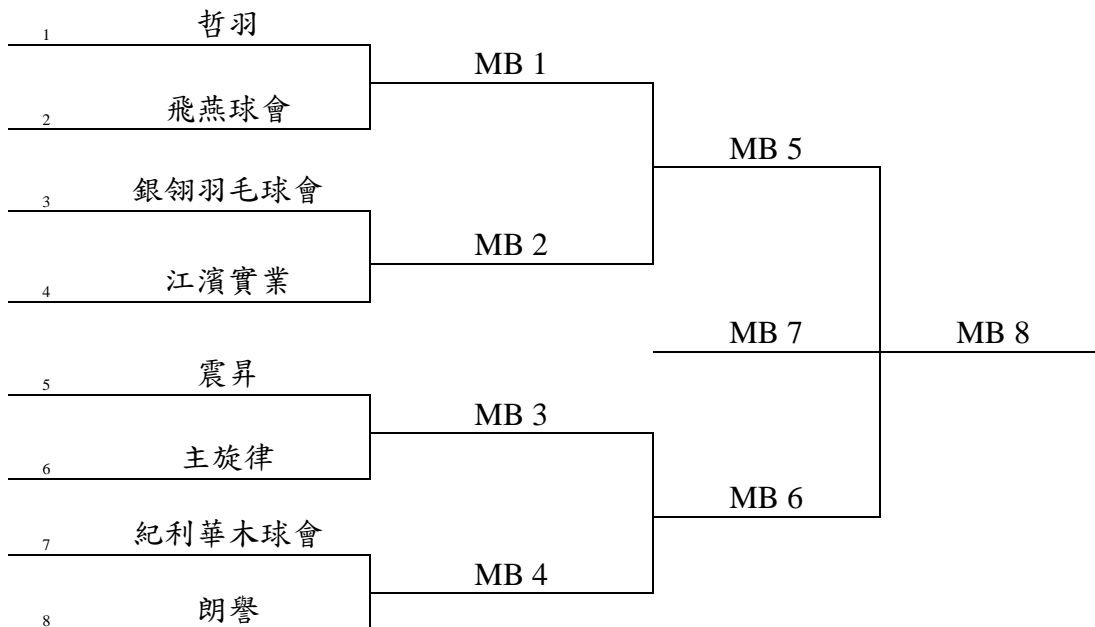 1 哲羽
MB 1
2 飛燕球會
MB 5
3 銀翎羽毛球會
MB 2
4 江濱實業
MB 7 MB 8
5 震昇
MB 3
6 主旋律
MB 6
7 紀利華木球會
MB 4
8 朗譽